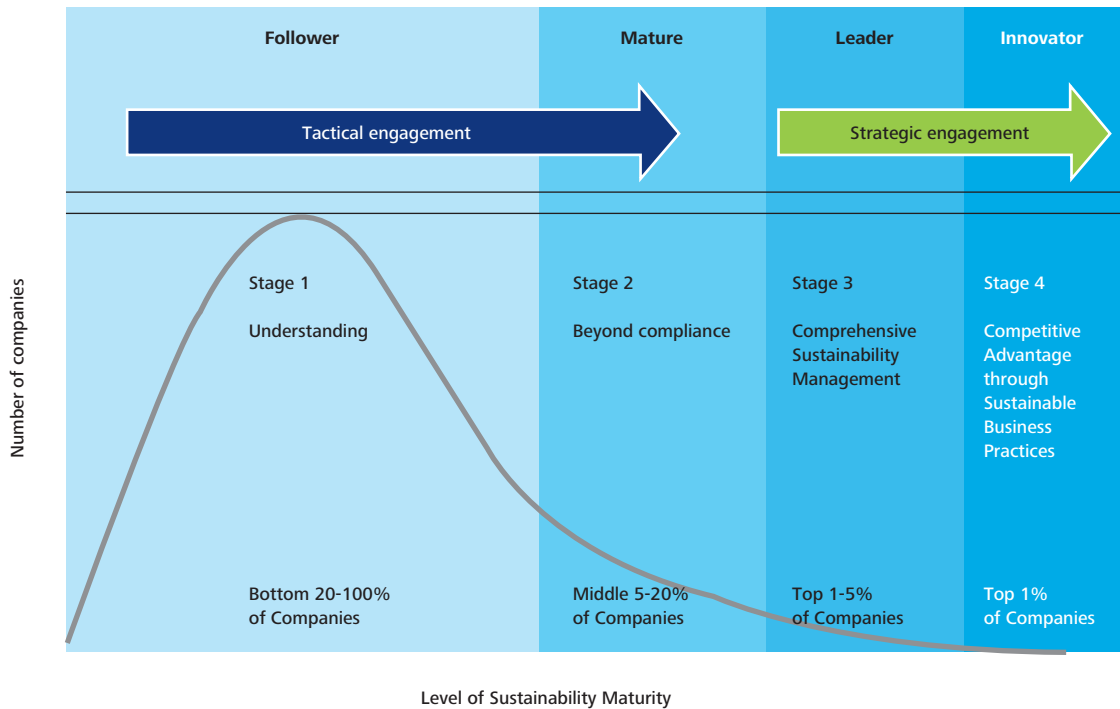 Follower
Mature
Leader
Innovator
Tactical engagement
Strategic engagement
Number of companies
Stage 1
Understanding
Bottom 20-100%
of Companies
Stage 2
Beyond compliance
Middle 5-20%
of Companies
Stage 3
Comprehensive
Sustainability
Management
Top 1-5%
of Companies
Stage 4
Competitive
Advantage
through
Sustainable
Business
Practices
Top 1%
of Companies
Level of Sustainability Maturity